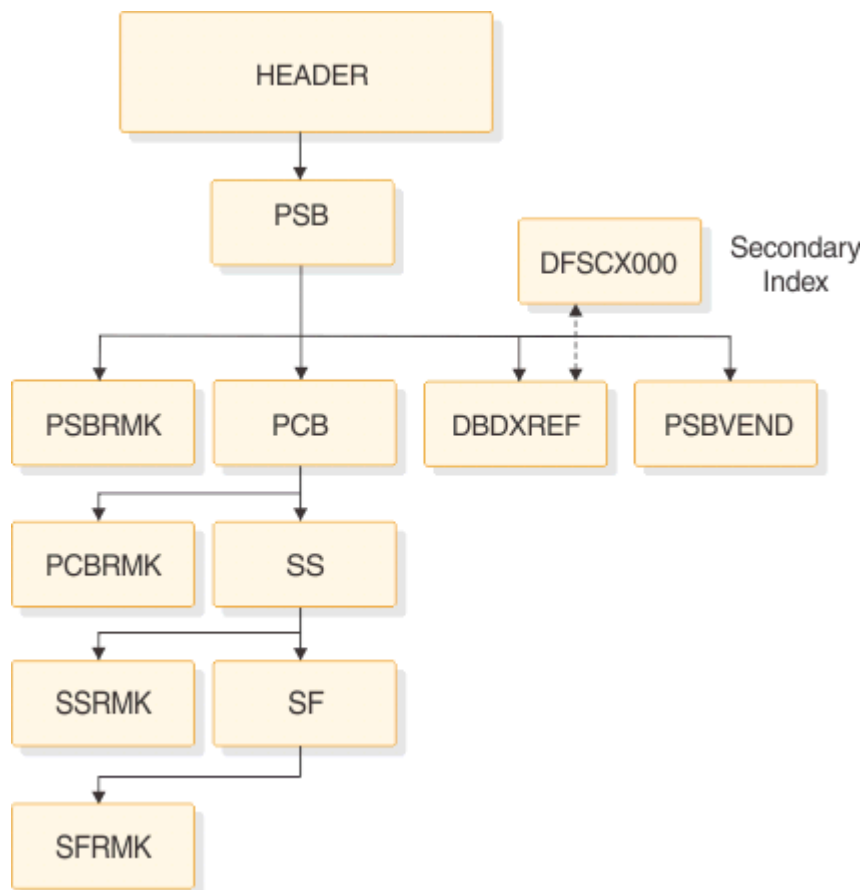 HEADER
PSB
DFSCX000
Secondary
Index
PSBRMK
PCB
DBDXREF
PSBVEND
PCBRMK
SS
SSRMK
SF
SFRMK